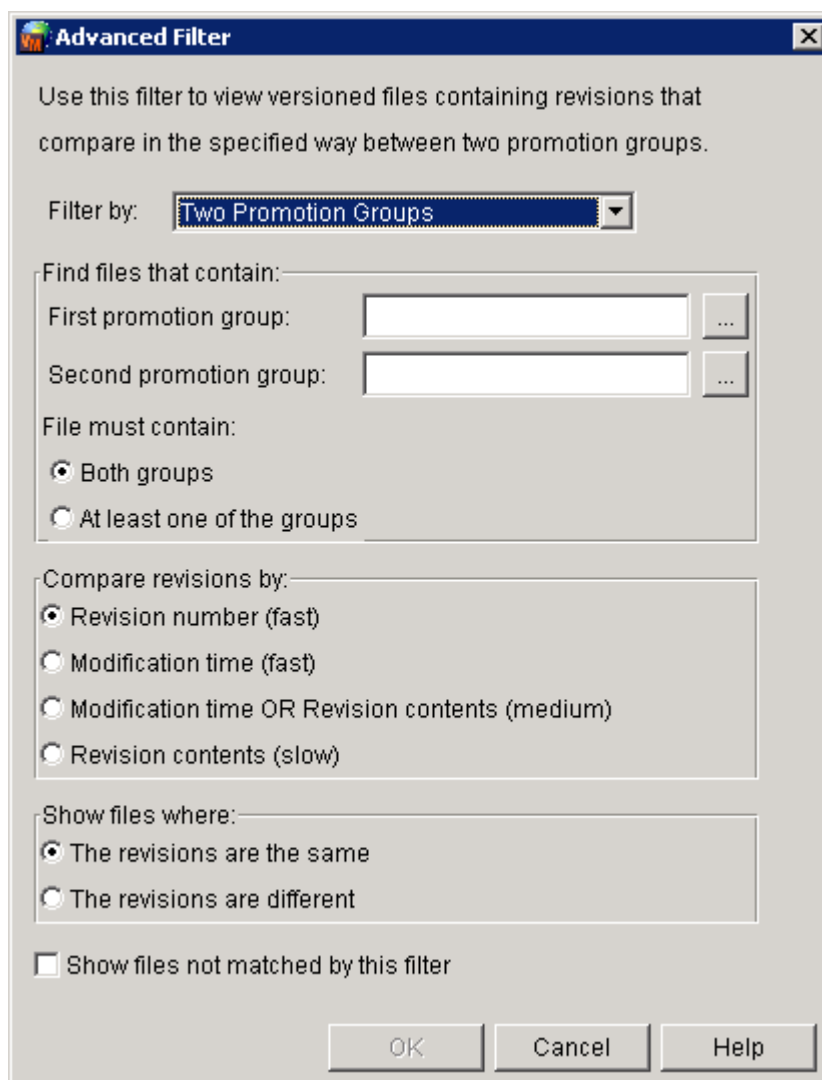 Advanced Filter
Use this filter to view versioned files containing revisions that
compare in the specified way between two promotion groups.
Filter by: Two Promotion Groups
Find files that contain:
First promotion group: ...
Second promotion group: ...
File must contain:
Both groups
At least one of the groups
Compare revisions by:
Revision number (fast)
Modification time (fast)
Modification time OR Revision contents (medium)
Revision contents (slow)
Show files where:
The revisions are the same
The revisions are different
Show files not matched by this filter
OK Cancel Help